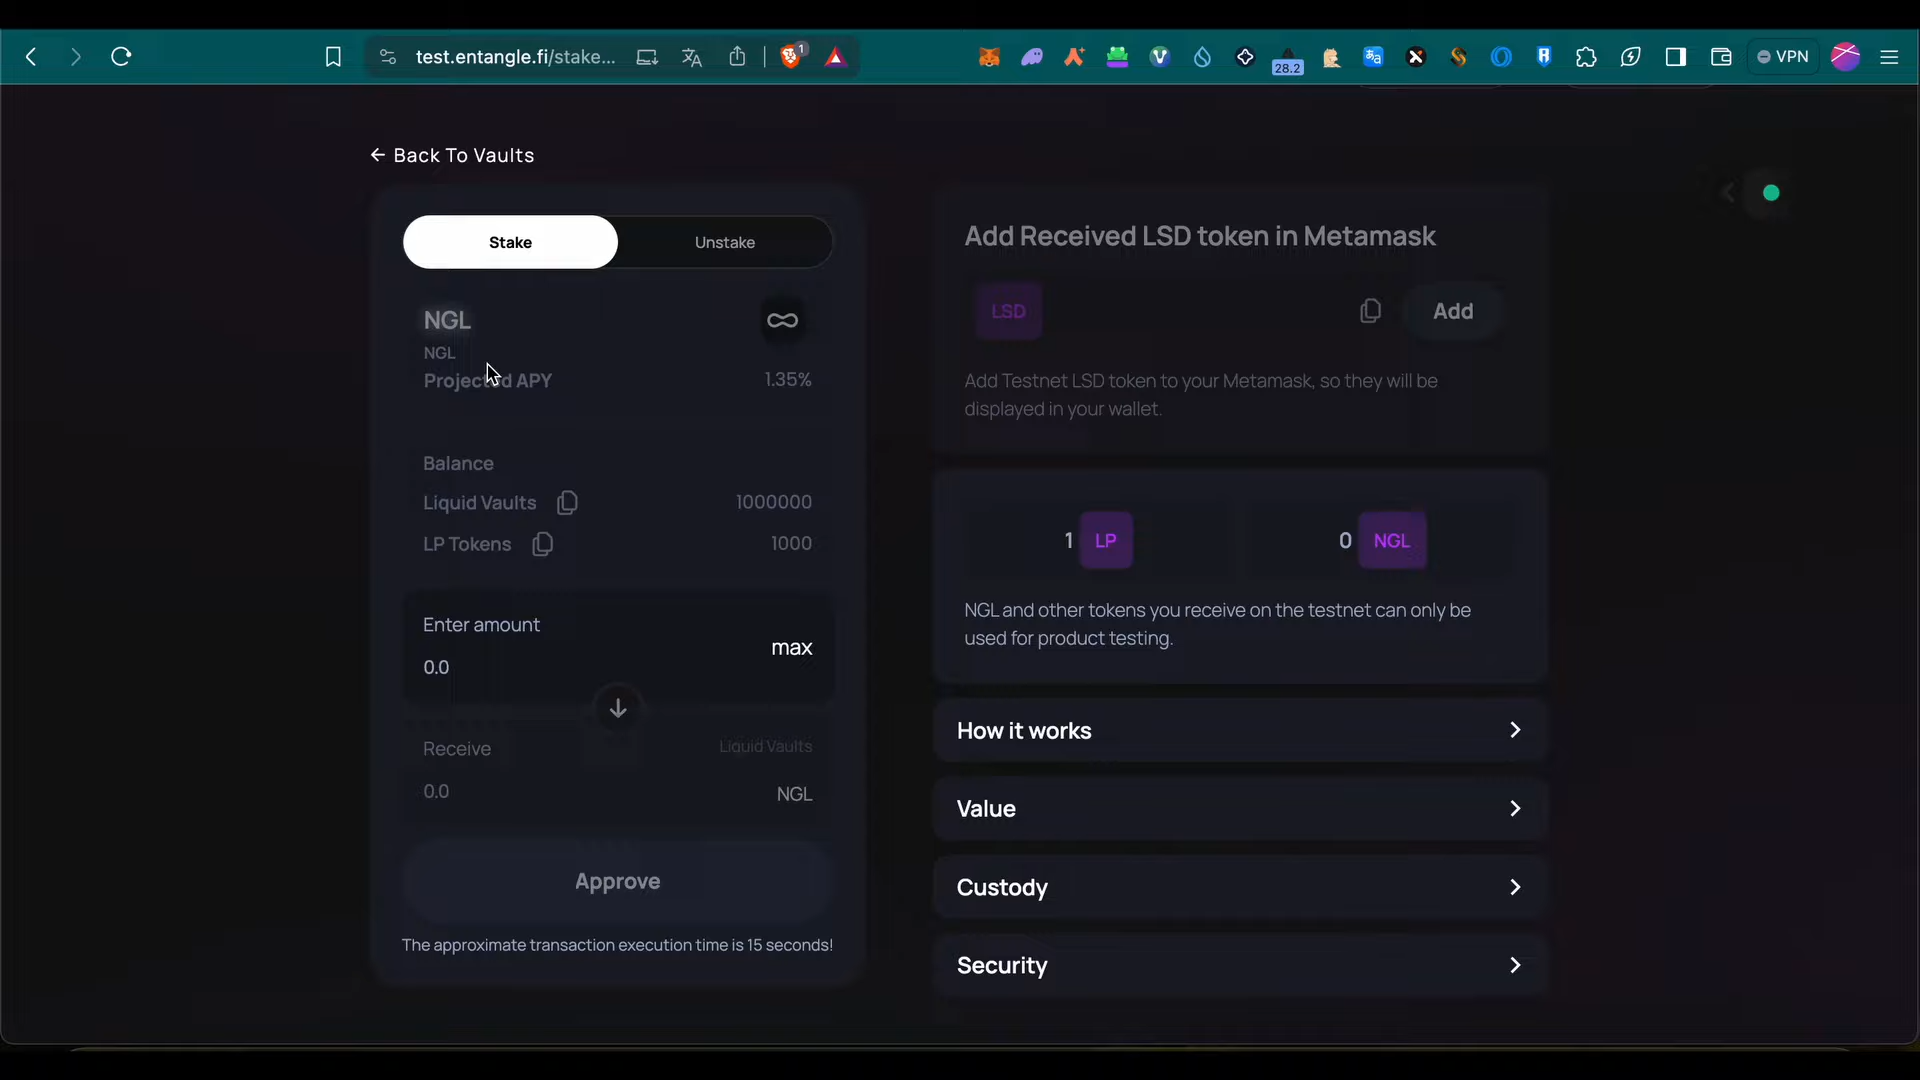 test.entangle.fi/stake...
1
28.2
VPN
← Back To Vaults
Stake
Unstake
NGL
NGL
Projected APY
1.35%
Balance
Liquid Vaults
1000000
LP Tokens
1000
Enter amount
0.0
max
Receive
Liquid Vaults
0.0
NGL
Approve
The approximate transaction execution time is 15 seconds!
Add Received LSD token in Metamask
LSD
Add
Add Testnet LSD token to your Metamask, so they will be
displayed in your wallet.
1 LP
0 NGL
NGL and other tokens you receive on the testnet can only be
used for product testing.
How it works
Value
Custody
Security